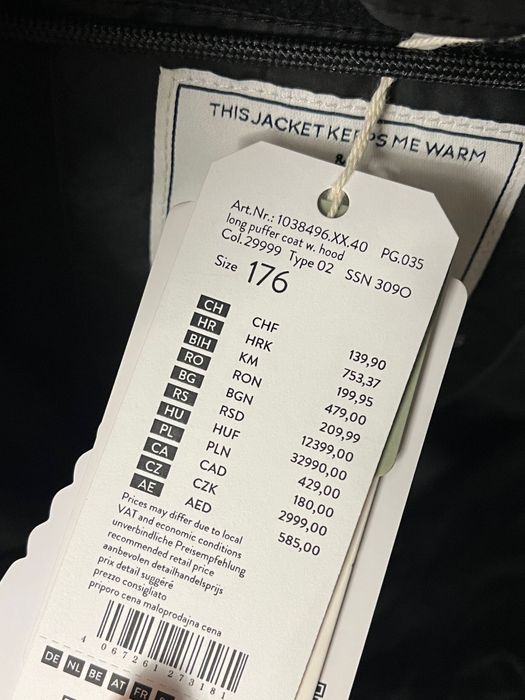 THIS JACKET KEEPS ME WARM
&
Art.Nr.: 1038496.XX.40 PG.035
long puffer coat w. hood
Col. 29999 Type 02 SSN 309O
Size 176
CH CHF 139,90
HR HRK 753,37
BIH KM 199,95
RO RON 479,00
BG BGN 209,99
RS RSD 12399,00
HU HUF 32990,00
PL PLN 429,00
CA CAD 180,00
CZ CZK 2999,00
AE AED 585,00
Prices may differ due to local
VAT and economic conditions
unverbindliche Preisempfehlung
recommended retail price
aanbevolen detailhandelsprijs
prix detail suggéré
prezzo consigliato
priporo cena maloprodajna cena
4 067261 273181
DE NL BE AT FR